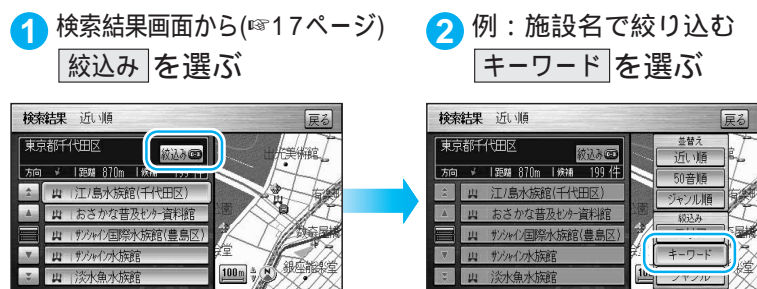 1 検索結果画面から(☞17ページ)
絞込み を選ぶ
検索結果 近い順
戻る
東京都千代田区
絞込み
方向 距離 870m 候補 199 件
江ノ島水族館(千代田区)
おさかな普及センター資料館
サンシャイン国際水族館(豊島区)
サンシャイン水族館
淡水魚水族館
出光美術館
100m
2 例：施設名で絞り込む
キーワード を選ぶ
検索結果 近い順
戻る
東京都千代田区
絞込み
方向 距離 870m 候補 199 件
江ノ島水族館(千代田区)
おさかな普及センター資料館
サンシャイン国際水族館(豊島区)
サンシャイン水族館
淡水魚水族館
並替え
近い順
50音順
ジャンル順
絞込み
キーワード
ジャンル